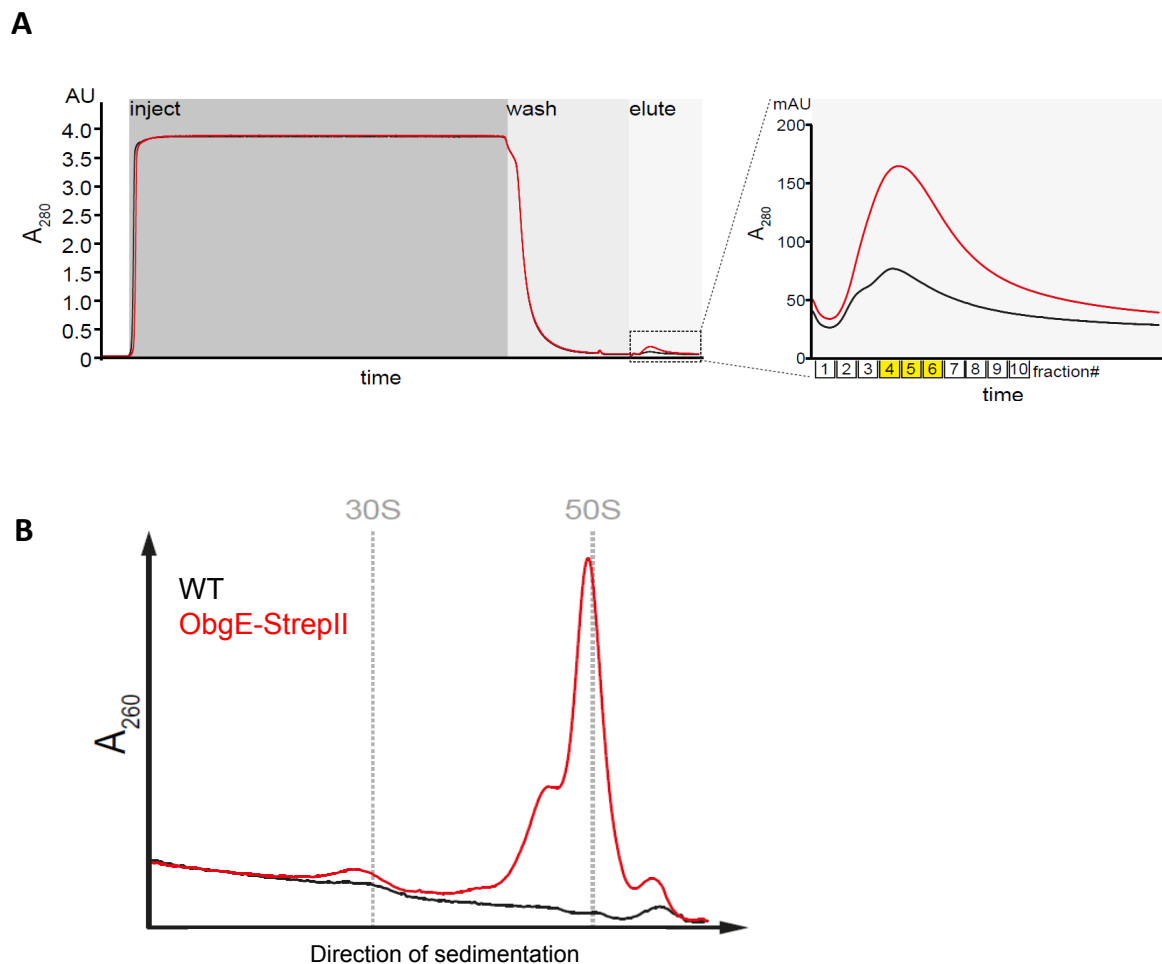 A
AU
inject
wash
elute
4.0
3.5
3.0
2.5
2.0
1.5
1.0
0.5
0
A280
time
mAU
200
150
100
50
0
A280
1 2 3 4 5 6 7 8 9 10 fraction#
time
B
30S
50S
WT
ObgE-StrepII
A260
Direction of sedimentation